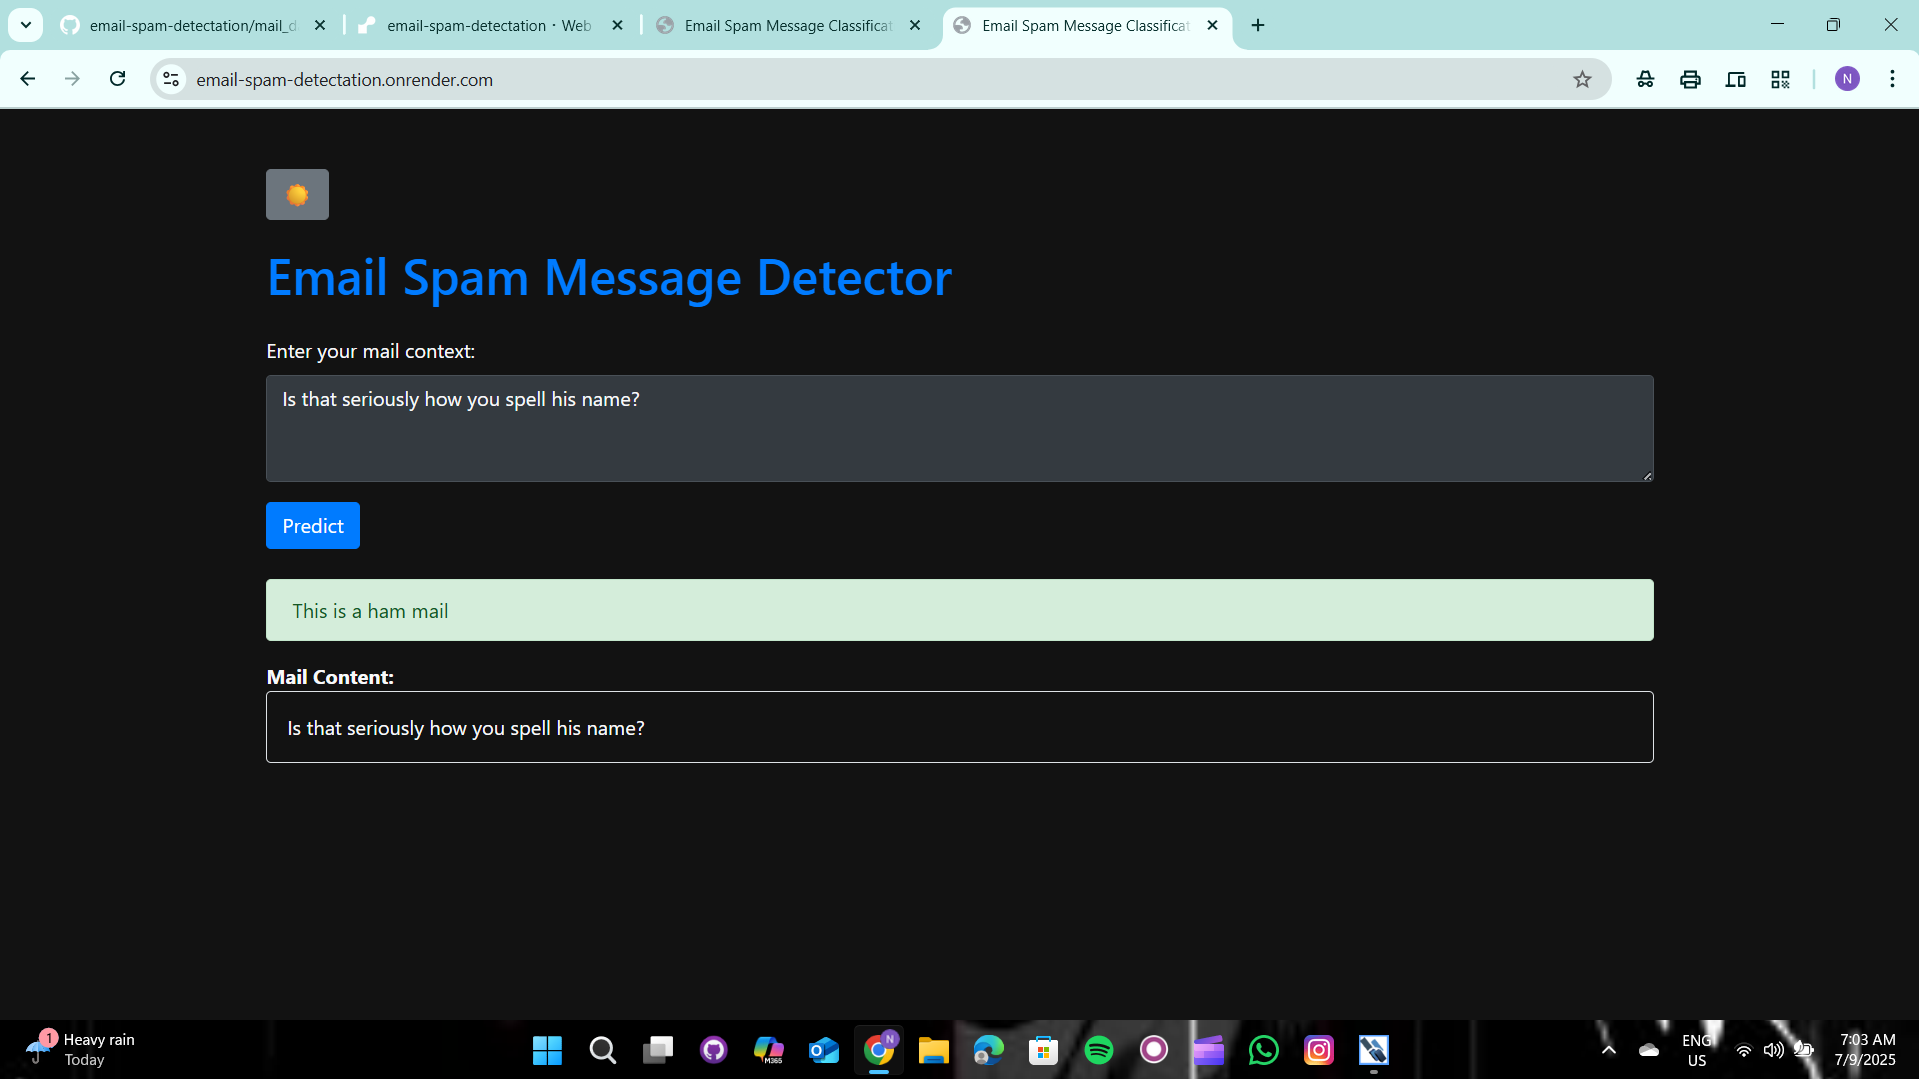 email-spam-detectation/mail_d
email-spam-detectation · Web
Email Spam Message Classificat
Email Spam Message Classificat
email-spam-detectation.onrender.com
N
Email Spam Message Detector
Enter your mail context:
Is that seriously how you spell his name?
Predict
This is a ham mail
Mail Content:
Is that seriously how you spell his name?
1
Heavy rain
Today
M365
N
ENG
US
7:03 AM
7/9/2025